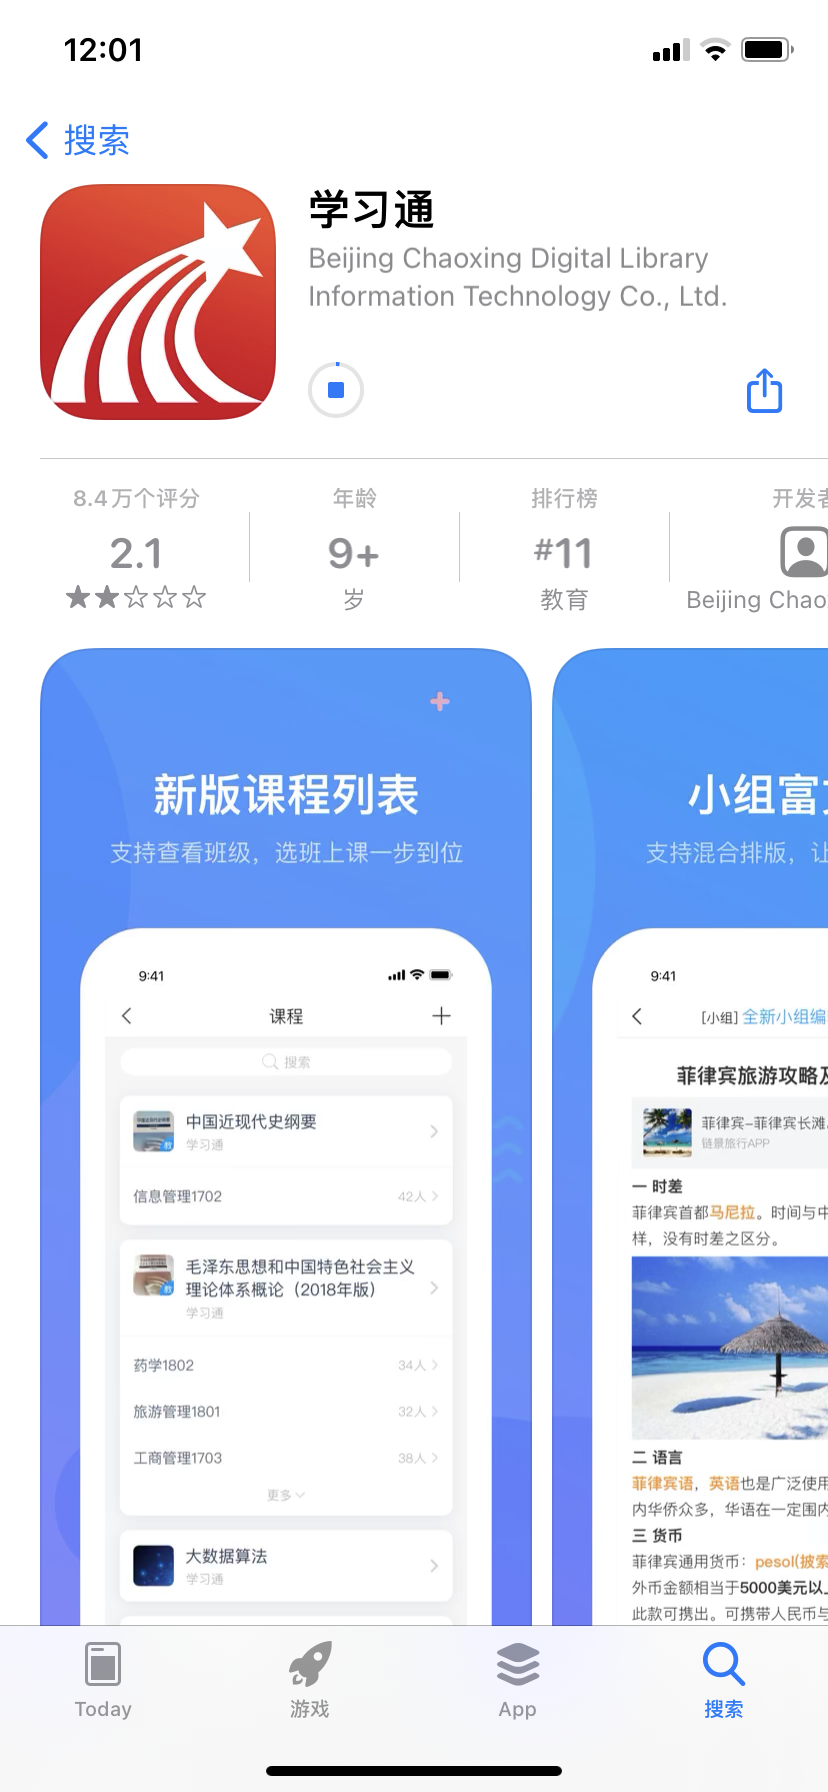 12:01
搜索
学习通
Beijing Chaoxing Digital Library
Information Technology Co., Ltd.
8.4万个评分
年龄
排行榜
开发者
2.1
9+
#11
岁
教育
Beijing Chao
新版课程列表
支持查看班级，选班上课一步到位
9:41
课程
搜索
中国近现代史纲要
学习通
信息管理1702
42人
毛泽东思想和中国特色社会主义
理论体系概论（2018年版）
学习通
药学1802
34人
旅游管理1801
32人
工商管理1703
38人
更多
大数据算法
学习通
小组富
支持混合排版，让
9:41
[小组] 全新小组编
菲律宾旅游攻略及
菲律宾-菲律宾长滩
链景旅行APP
一 时差
菲律宾首都马尼拉。时间与中
样，没有时差之区分。
二 语言
菲律宾语，英语也是广泛使用
内华侨众多，华语在一定围内
三 货币
菲律宾通用货币：pesol(披索
外币金额相当于5000美元以上
此款可携出。可携带人民币与
Today
游戏
App
搜索